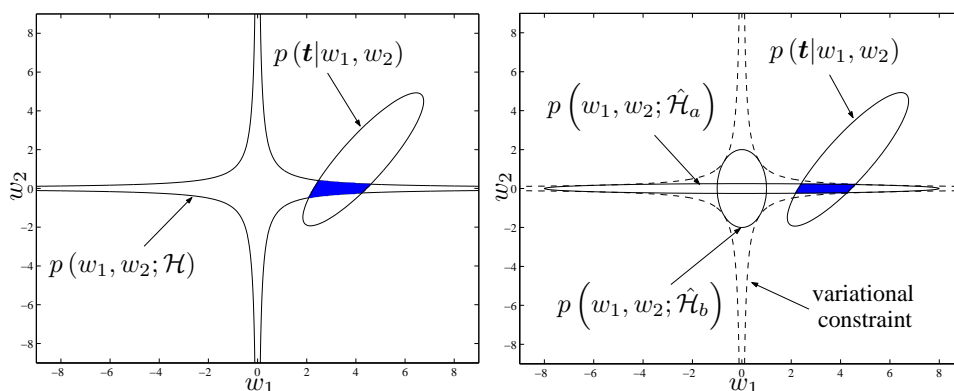 8
6
4
2
0
−2
−4
−6
−8
w₂
−8 −6 −4 −2 0 2 4 6 8
w₁
p (t|w₁, w₂)
p (w₁, w₂; ℋ)
8
6
4
2
0
−2
−4
−6
−8
w₂
−8 −6 −4 −2 0 2 4 6 8
w₁
p (t|w₁, w₂)
p (w₁, w₂; ℋ̂ₐ)
p (w₁, w₂; ℋ̂_b)
variational
constraint